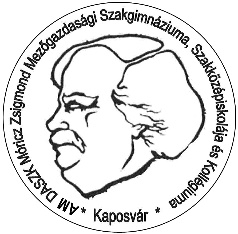 AM DASZK Móricz Zsigmond Mezőgazdasági Szakgimnáziuma, Szakközépiskolája és Kollégiuma
* Kaposvár *